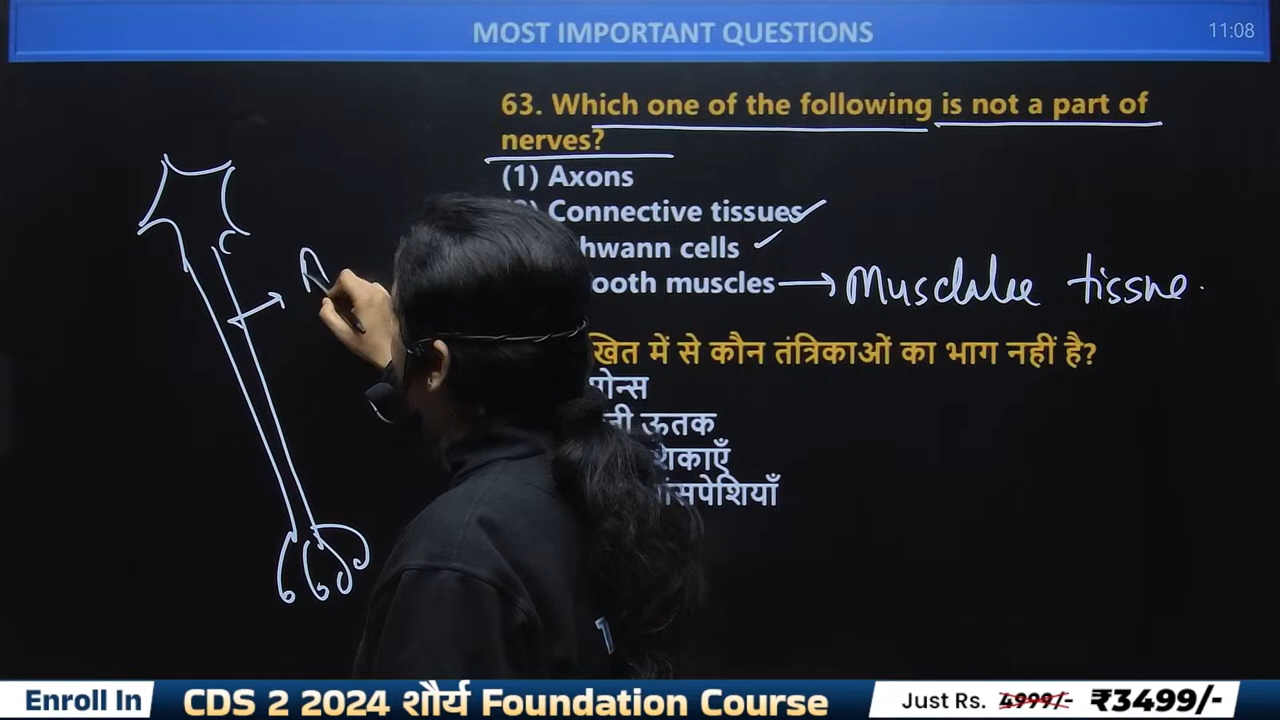 MOST IMPORTANT QUESTIONS
11:08
63. Which one of the following is not a part of
nerves?
(1) Axons
Connective tissues
hwann cells
ooth muscles
tissue
खित में से कौन तंत्रिकाओं का भाग नहीं है?
ोन्स
ऊतक
शिकाएँ
ांसपेशियाँ
Enroll In
CDS 2 2024 शौर्य Foundation Course
Just Rs. 4999/- ₹3499/-